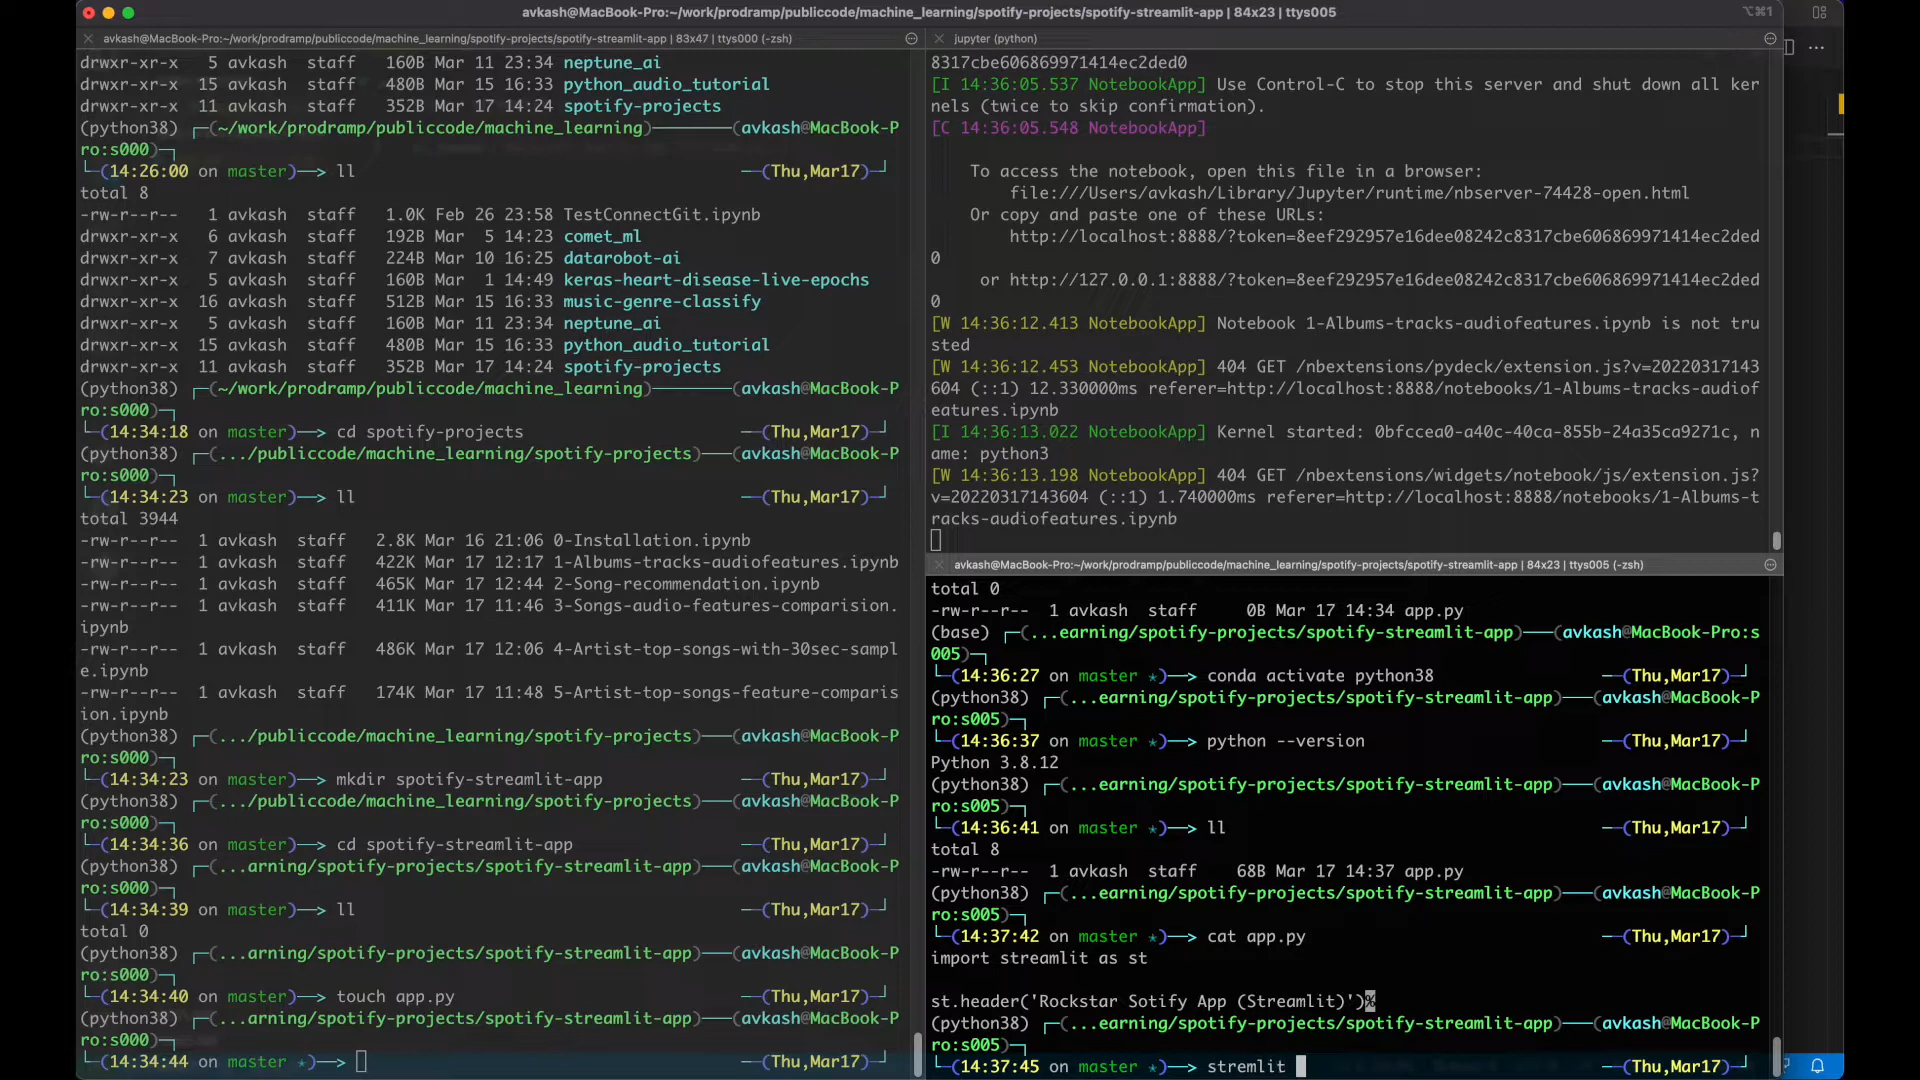 avkash@MacBook-Pro:~/work/prodramp/publiccode/machine_learning/spotify-projects/spotify-streamlit-app | 84x23 | ttys005
⌥⌘1
avkash@MacBook-Pro:~/work/prodramp/publiccode/machine_learning/spotify-projects/spotify-streamlit-app | 83x47 | ttys000 (-zsh)
drwxr-xr-x   5 avkash  staff   160B Mar 11 23:34 neptune_ai
drwxr-xr-x  15 avkash  staff   480B Mar 15 16:33 python_audio_tutorial
drwxr-xr-x  11 avkash  staff   352B Mar 17 14:24 spotify-projects
(python38) ┌─(~/work/prodramp/publiccode/machine_learning)────────(avkash@MacBook-P
ro:s000)─┐
└─(14:26:00 on master)──> ll                                       ──(Thu,Mar17)─┘
total 8
-rw-r--r--   1 avkash  staff   1.0K Feb 26 23:58 TestConnectGit.ipynb
drwxr-xr-x   6 avkash  staff   192B Mar  5 14:23 comet_ml
drwxr-xr-x   7 avkash  staff   224B Mar 10 16:25 datarobot-ai
drwxr-xr-x   5 avkash  staff   160B Mar  1 14:49 keras-heart-disease-live-epochs
drwxr-xr-x  16 avkash  staff   512B Mar 15 16:33 music-genre-classify
drwxr-xr-x   5 avkash  staff   160B Mar 11 23:34 neptune_ai
drwxr-xr-x  15 avkash  staff   480B Mar 15 16:33 python_audio_tutorial
drwxr-xr-x  11 avkash  staff   352B Mar 17 14:24 spotify-projects
(python38) ┌─(~/work/prodramp/publiccode/machine_learning)────────(avkash@MacBook-P
ro:s000)─┐
└─(14:34:18 on master)──> cd spotify-projects                      ──(Thu,Mar17)─┘
(python38) ┌─(.../publiccode/machine_learning/spotify-projects)───(avkash@MacBook-P
ro:s000)─┐
└─(14:34:23 on master)──> ll                                       ──(Thu,Mar17)─┘
total 3944
-rw-r--r--  1 avkash  staff   2.8K Mar 16 21:06 0-Installation.ipynb
-rw-r--r--  1 avkash  staff   422K Mar 17 12:17 1-Albums-tracks-audiofeatures.ipynb
-rw-r--r--  1 avkash  staff   465K Mar 17 12:44 2-Song-recommendation.ipynb
-rw-r--r--  1 avkash  staff   411K Mar 17 11:46 3-Songs-audio-features-comparision.
ipynb
-rw-r--r--  1 avkash  staff   486K Mar 17 12:06 4-Artist-top-songs-with-30sec-sampl
e.ipynb
-rw-r--r--  1 avkash  staff   174K Mar 17 11:48 5-Artist-top-songs-feature-comparis
ion.ipynb
(python38) ┌─(.../publiccode/machine_learning/spotify-projects)───(avkash@MacBook-P
ro:s000)─┐
└─(14:34:23 on master)──> mkdir spotify-streamlit-app              ──(Thu,Mar17)─┘
(python38) ┌─(.../publiccode/machine_learning/spotify-projects)───(avkash@MacBook-P
ro:s000)─┐
└─(14:34:36 on master)──> cd spotify-streamlit-app                 ──(Thu,Mar17)─┘
(python38) ┌─(...arning/spotify-projects/spotify-streamlit-app)───(avkash@MacBook-P
ro:s000)─┐
└─(14:34:39 on master)──> ll                                       ──(Thu,Mar17)─┘
total 0
(python38) ┌─(...arning/spotify-projects/spotify-streamlit-app)───(avkash@MacBook-P
ro:s000)─┐
└─(14:34:40 on master)──> touch app.py                             ──(Thu,Mar17)─┘
(python38) ┌─(...arning/spotify-projects/spotify-streamlit-app)───(avkash@MacBook-P
ro:s000)─┐
└─(14:34:44 on master ✶)──>                                        ──(Thu,Mar17)─┘
jupyter (python)
8317cbe606869971414ec2ded0
[I 14:36:05.537 NotebookApp] Use Control-C to stop this server and shut down all ker
nels (twice to skip confirmation).
[C 14:36:05.548 NotebookApp]
To access the notebook, open this file in a browser:
file:///Users/avkash/Library/Jupyter/runtime/nbserver-74428-open.html
Or copy and paste one of these URLs:
http://localhost:8888/?token=8eef292957e16dee08242c8317cbe606869971414ec2ded
0
or http://127.0.0.1:8888/?token=8eef292957e16dee08242c8317cbe606869971414ec2ded
0
[W 14:36:12.413 NotebookApp] Notebook 1-Albums-tracks-audiofeatures.ipynb is not tru
sted
[W 14:36:12.453 NotebookApp] 404 GET /nbextensions/pydeck/extension.js?v=20220317143
604 (::1) 12.330000ms referer=http://localhost:8888/notebooks/1-Albums-tracks-audiof
eatures.ipynb
[I 14:36:13.022 NotebookApp] Kernel started: 0bfccea0-a40c-40ca-855b-24a35ca9271c, n
ame: python3
[W 14:36:13.198 NotebookApp] 404 GET /nbextensions/widgets/notebook/js/extension.js?
v=20220317143604 (::1) 1.740000ms referer=http://localhost:8888/notebooks/1-Albums-t
racks-audiofeatures.ipynb
avkash@MacBook-Pro:~/work/prodramp/publiccode/machine_learning/spotify-projects/spotify-streamlit-app | 84x23 | ttys005 (-zsh)
total 0
-rw-r--r--  1 avkash  staff     0B Mar 17 14:34 app.py
(base) ┌─(...earning/spotify-projects/spotify-streamlit-app)───(avkash@MacBook-Pro:s
005)─┐
└─(14:36:27 on master ✶)──> conda activate python38                 ──(Thu,Mar17)─┘
(python38) ┌─(...earning/spotify-projects/spotify-streamlit-app)───(avkash@MacBook-P
ro:s005)─┐
└─(14:36:37 on master ✶)──> python --version                        ──(Thu,Mar17)─┘
Python 3.8.12
(python38) ┌─(...earning/spotify-projects/spotify-streamlit-app)───(avkash@MacBook-P
ro:s005)─┐
└─(14:36:41 on master ✶)──> ll                                      ──(Thu,Mar17)─┘
total 8
-rw-r--r--  1 avkash  staff    68B Mar 17 14:37 app.py
(python38) ┌─(...earning/spotify-projects/spotify-streamlit-app)───(avkash@MacBook-P
ro:s005)─┐
└─(14:37:42 on master ✶)──> cat app.py                              ──(Thu,Mar17)─┘
import streamlit as st
st.header('Rockstar Sotify App (Streamlit)')%
(python38) ┌─(...earning/spotify-projects/spotify-streamlit-app)───(avkash@MacBook-P
ro:s005)─┐
└─(14:37:45 on master ✶)──> stremlit                                ──(Thu,Mar17)─┘